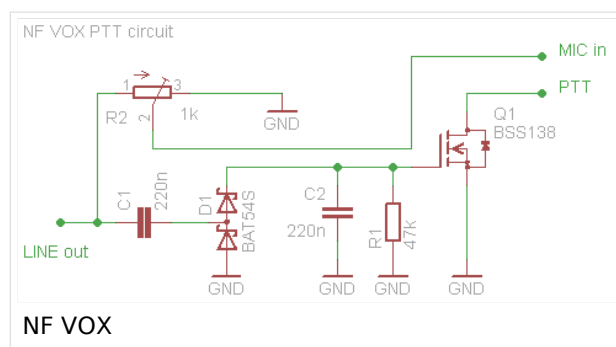 NF VOX PTT circuit
MIC in
PTT
1
3
R2
2
1k
GND
Q1
BSS138
C1
220n
D1
BAT54S
C2
220n
R1
47k
LINE out
GND
GND
GND
GND
NF VOX